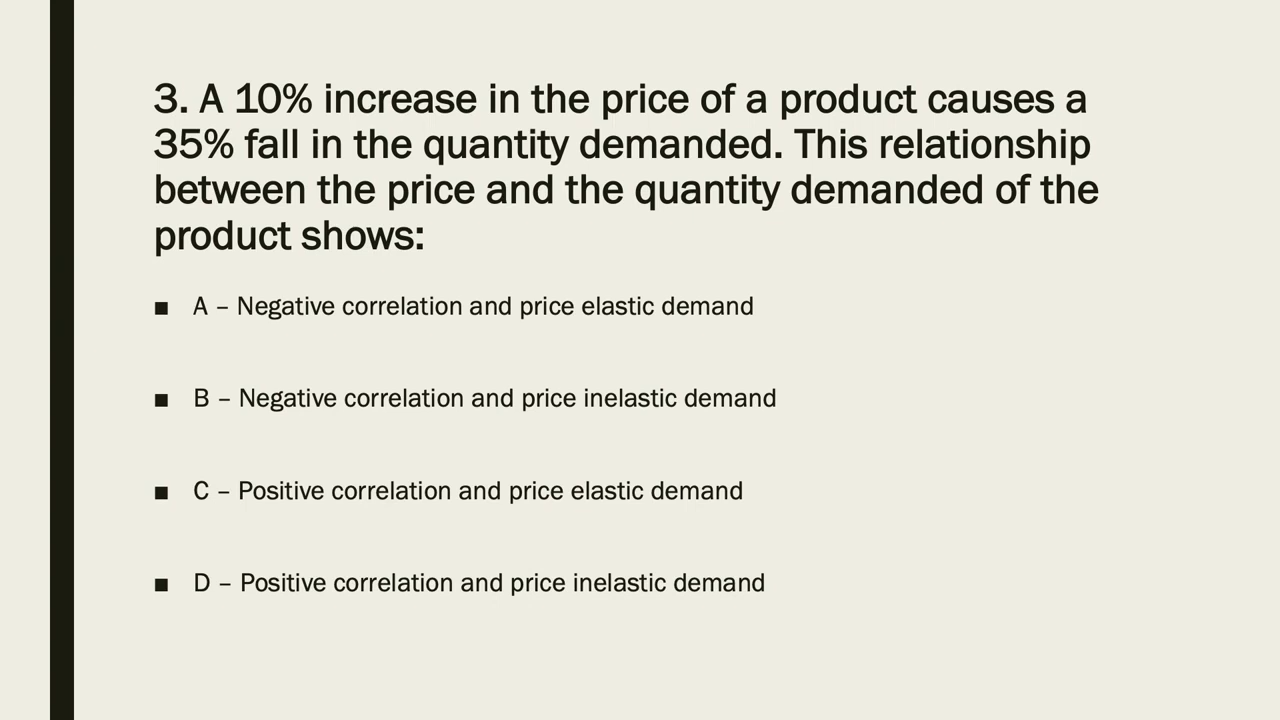 3. A 10% increase in the price of a product causes a
35% fall in the quantity demanded. This relationship
between the price and the quantity demanded of the
product shows:
▪ A – Negative correlation and price elastic demand
▪ B – Negative correlation and price inelastic demand
▪ C – Positive correlation and price elastic demand
▪ D – Positive correlation and price inelastic demand